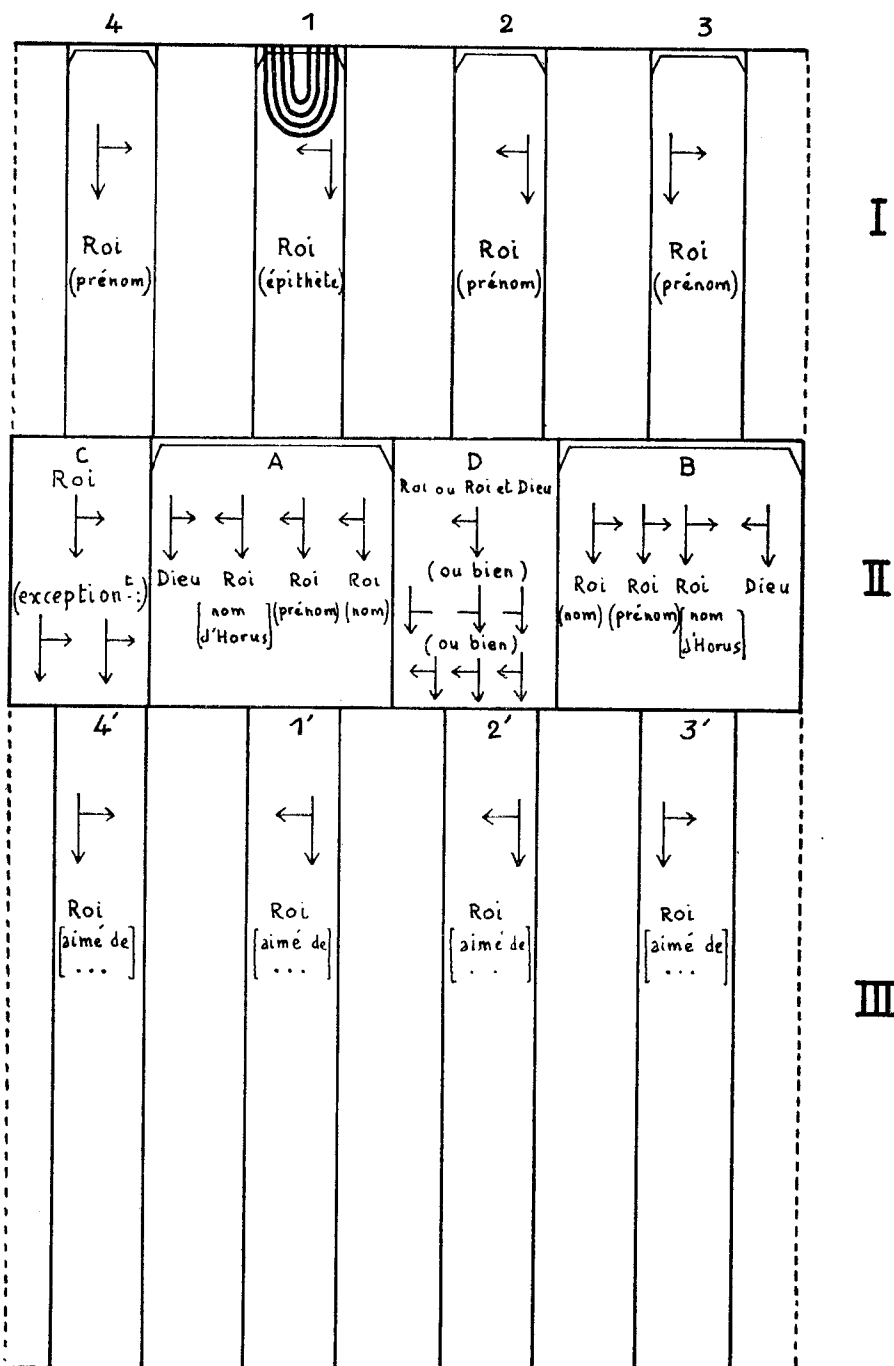 4 1 2 3
I
Roi Roi Roi Roi
(prénom) (épithète) (prénom) (prénom)
C
Roi
(exceptiont.:)
A
Dieu Roi Roi Roi
[nom (prénom) (nom)
d'Horus]
D
Roi ou Roi et Dieu
(ou bien)
(ou bien)
B
Roi Roi Roi Dieu
(nom) (prénom) [nom
d'Horus]
II
4' 1' 2' 3'
Roi Roi Roi Roi
[aimé de [aimé de [aimé de [aimé de
...] ...] . .] ...]
III